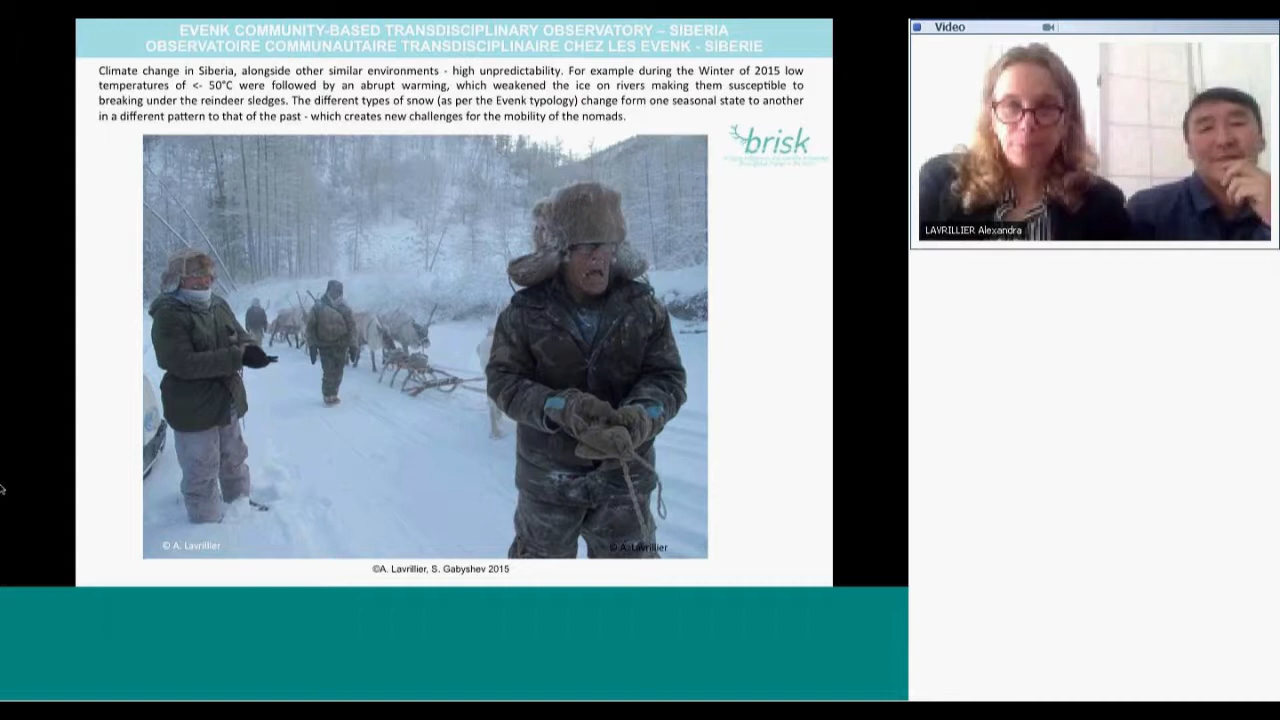 EVENK COMMUNITY-BASED TRANSDISCIPLINARY OBSERVATORY – SIBERIA
OBSERVATOIRE COMMUNAUTAIRE TRANSDISCIPLINAIRE CHEZ LES EVENK - SIBERIE
Climate change in Siberia, alongside other similar environments - high unpredictability. For example during the Winter of 2015 low
temperatures of <- 50°C were followed by an abrupt warming, which weakened the ice on rivers making them susceptible to
breaking under the reindeer sledges. The different types of snow (as per the Evenk typology) change form one seasonal state to another
in a different pattern to that of the past - which creates new challenges for the mobility of the nomads.
brisk
© A. Lavrillier
© A. Lavrillier
©A. Lavrillier, S. Gabyshev 2015
Video
LAVRILLIER Alexandra